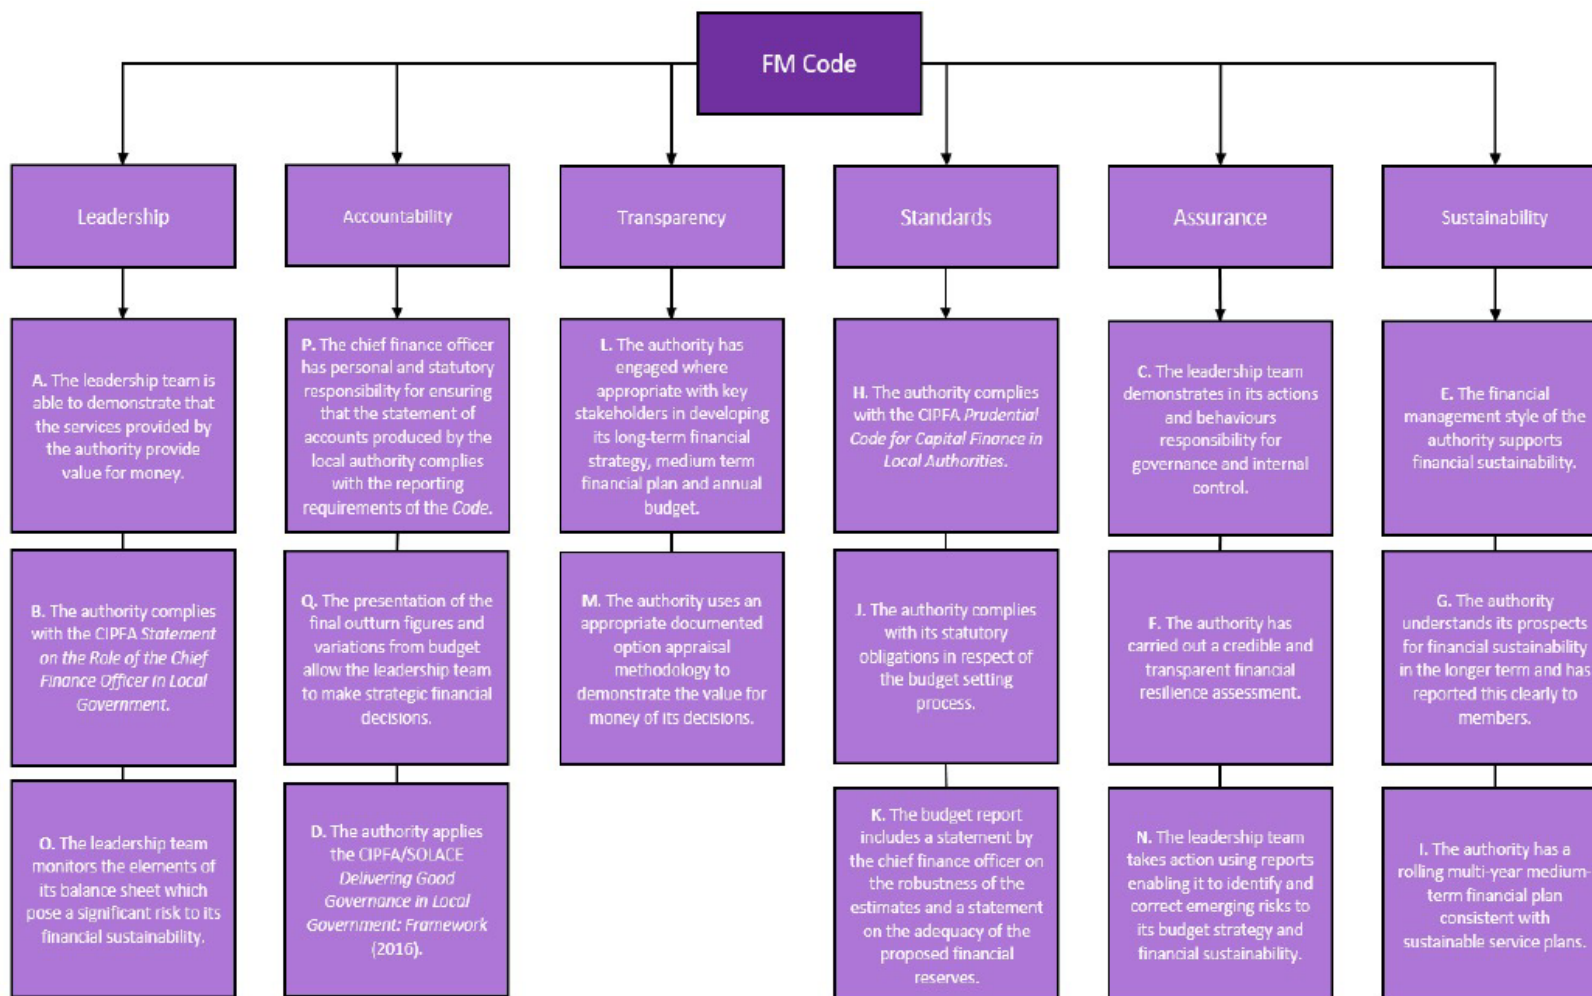 FM Code
Leadership
Accountability
Transparency
Standards
Assurance
Sustainability
A. The leadership team is
able to demonstrate that
the services provided by
the authority provide
value for money.
B. The authority complies
with the CIPFA Statement
on the Role of the Chief
Finance Officer in Local
Government.
O. The leadership team
monitors the elements of
its balance sheet which
pose a significant risk to its
financial sustainability.
P. The chief finance officer
has personal and statutory
responsibility for ensuring
that the statement of
accounts produced by the
local authority complies
with the reporting
requirements of the Code.
Q. The presentation of the
final outturn figures and
variations from budget
allow the leadership team
to make strategic financial
decisions.
D. The authority applies
the CIPFA/SOLACE
Delivering Good
Governance in Local
Government: Framework
(2016).
L. The authority has
engaged where
appropriate with key
stakeholders in developing
its long-term financial
strategy, medium term
financial plan and annual
budget.
M. The authority uses an
appropriate documented
option appraisal
methodology to
demonstrate the value for
money of its decisions.
H. The authority complies
with the CIPFA Prudential
Code for Capital Finance in
Local Authorities.
J. The authority complies
with its statutory
obligations in respect of
the budget setting
process.
K. The budget report
includes a statement by
the chief finance officer on
the robustness of the
estimates and a statement
on the adequacy of the
proposed financial
reserves.
C. The leadership team
demonstrates in its actions
and behaviours
responsibility for
governance and internal
control.
F. The authority has
carried out a credible and
transparent financial
resilience assessment.
N. The leadership team
takes action using reports
enabling it to identify and
correct emerging risks to
its budget strategy and
financial sustainability.
E. The financial
management style of the
authority supports
financial sustainability.
G. The authority
understands its prospects
for financial sustainability
in the longer term and has
reported this clearly to
members.
I. The authority has a
rolling multi-year medium-
term financial plan
consistent with
sustainable service plans.